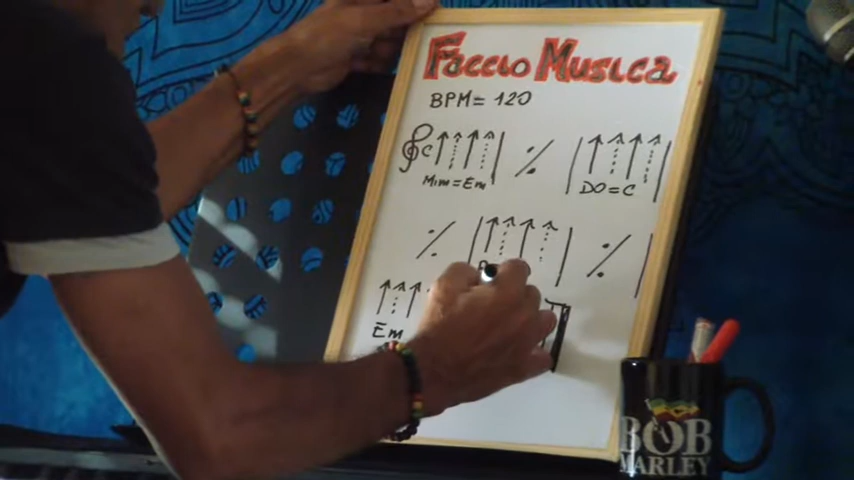 Faccio Musica
BPM = 120
C
MIm = Em DO = C
Em
BOB
MARLEY